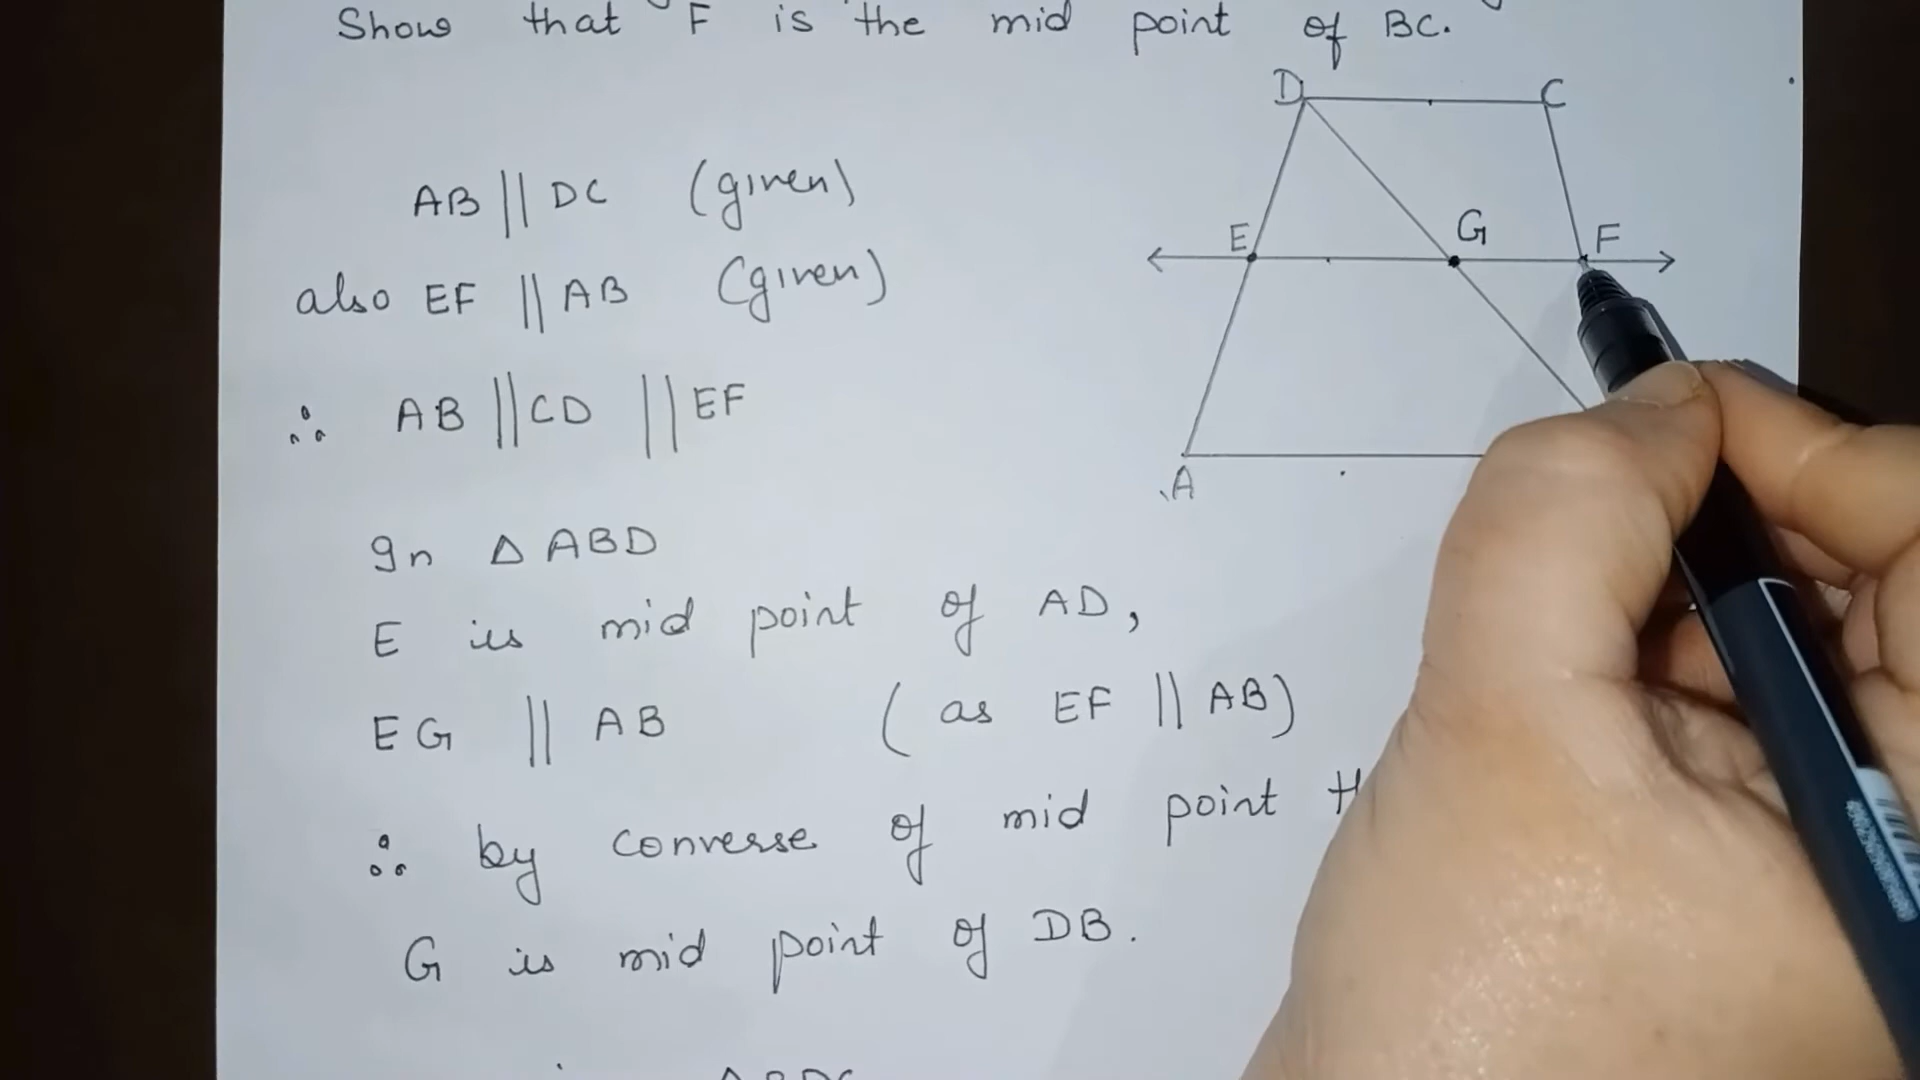 Show that F is the mid point of BC.
D C
E G F
A
AB || DC (given)
also EF || AB (given)
∴ AB || CD || EF
In Δ ABD
E is mid point of AD,
EG || AB (as EF || AB)
∴ by converse of mid point
G is mid point of DB.